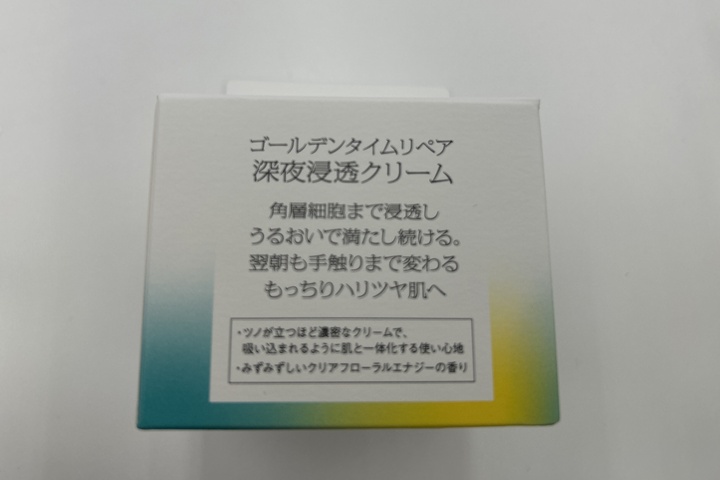 ゴールデンタイムリペア
深夜浸透クリーム
角層細胞まで浸透し
うるおいで満たし続ける。
翌朝も手触りまで変わる
もっちりハリツヤ肌へ
・ツノが立つほど濃密なクリームで、
吸い込まれるように肌と一体化する使い心地
・みずみずしいクリアフローラルエナジーの香り